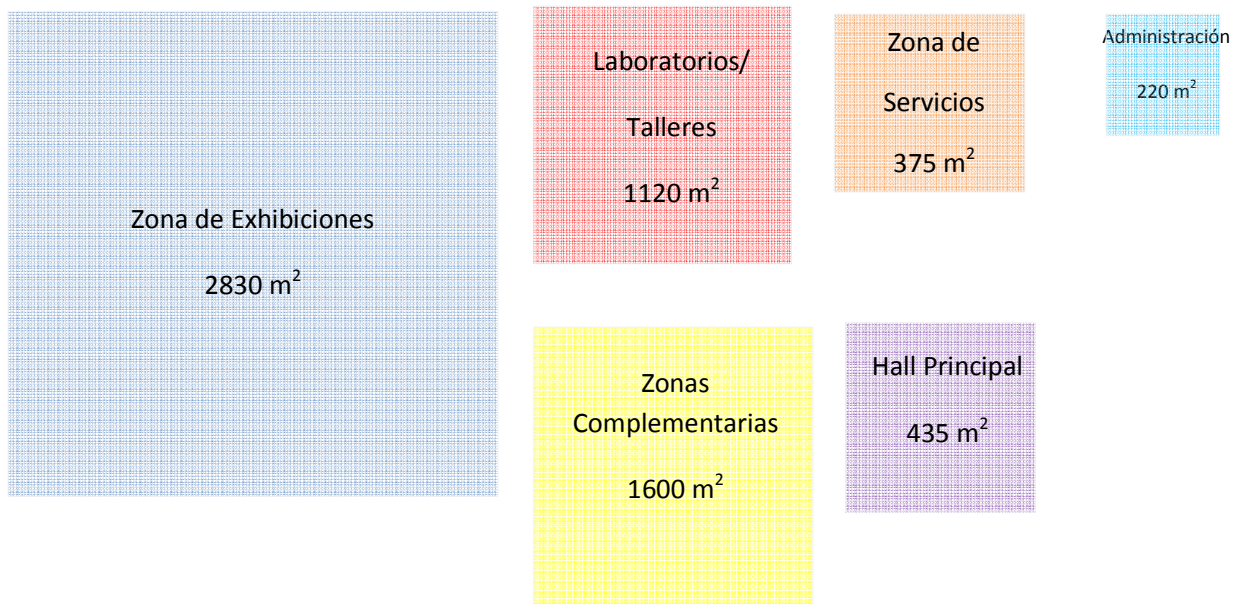 Zona de Exhibiciones
2830 m²
Laboratorios/
Talleres
1120 m²
Zona de
Servicios
375 m²
Administración
220 m²
Zonas
Complementarias
1600 m²
Hall Principal
435 m²